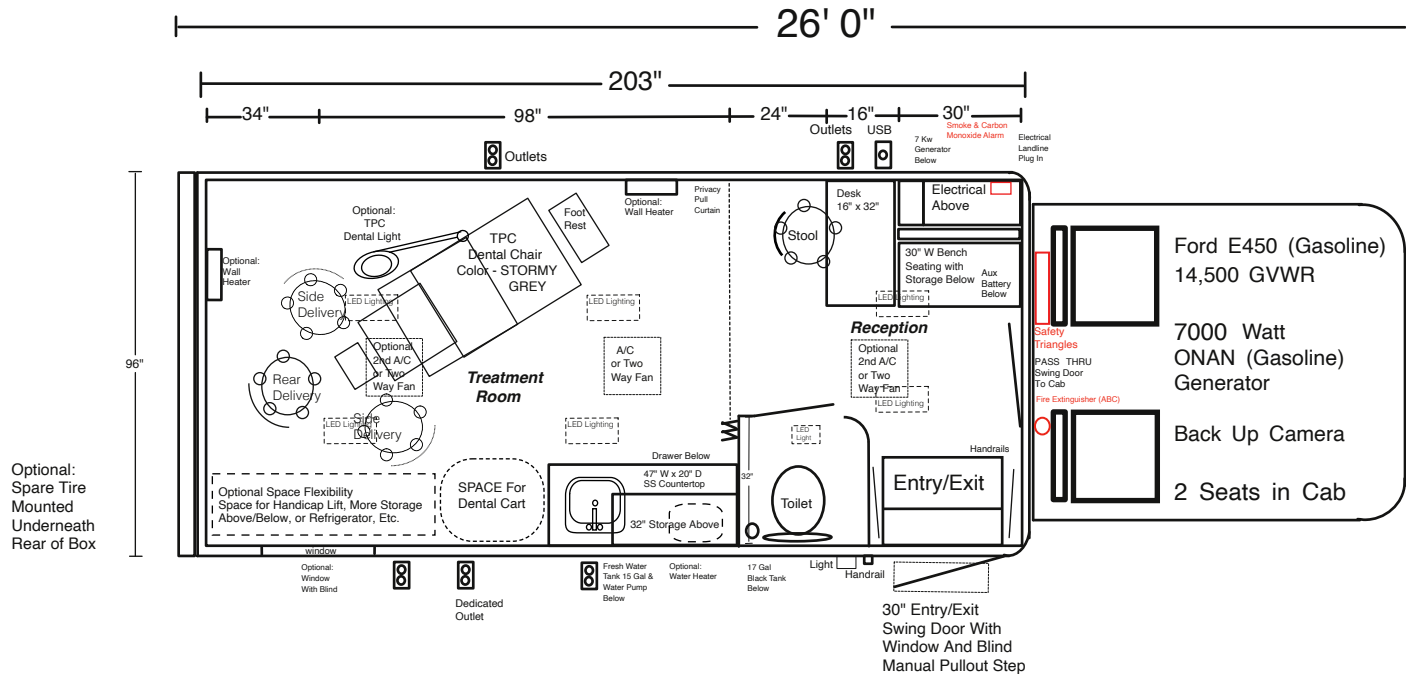 26' 0"
203"
34"
98"
24"
16"
30"
Outlets
USB
7 Kw
Generator
Below
Smoke & Carbon
Monoxide Alarm
Electrical
Landline
Plug In
Outlets
96"
Optional:
Wall
Heater
Optional:
TPC
Dental Light
TPC
Dental Chair
Color - STORMY
GREY
Foot
Rest
Optional:
Wall Heater
Privacy
Pull
Curtain
Stool
Desk
16" x 32"
Electrical
Above
30" W Bench
Seating with
Storage Below
Aux
Battery
Below
Side
Delivery
LED Lighting
LED Lighting
LED Lighting
Rear
Delivery
Optional
2nd A/C
or Two
Way Fan
Treatment
Room
A/C
or Two
Way Fan
Reception
Optional
2nd A/C
or Two
Way Fan
LED Lighting
Side
Delivery
LED Lighting
LED Lighting
LED
Light
Safety
Triangles
PASS THRU
Swing Door
To Cab
Fire Extinguisher (ABC)
Ford E450 (Gasoline)
14,500 GVWR
7000 Watt
ONAN (Gasoline)
Generator
Back Up Camera
2 Seats in Cab
Optional:
Spare Tire
Mounted
Underneath
Rear of Box
Optional Space Flexibility
Space for Handicap Lift, More Storage
Above/Below, or Refrigerator, Etc.
SPACE For
Dental Cart
Drawer Below
47" W x 20" D
SS Countertop
32" Storage Above
32"
Toilet
Handrails
Entry/Exit
window
Optional:
Window
With Blind
Dedicated
Outlet
Fresh Water
Tank 15 Gal &
Water Pump
Below
Optional:
Water Heater
17 Gal
Black Tank
Below
Light
Handrail
30" Entry/Exit
Swing Door With
Window And Blind
Manual Pullout Step